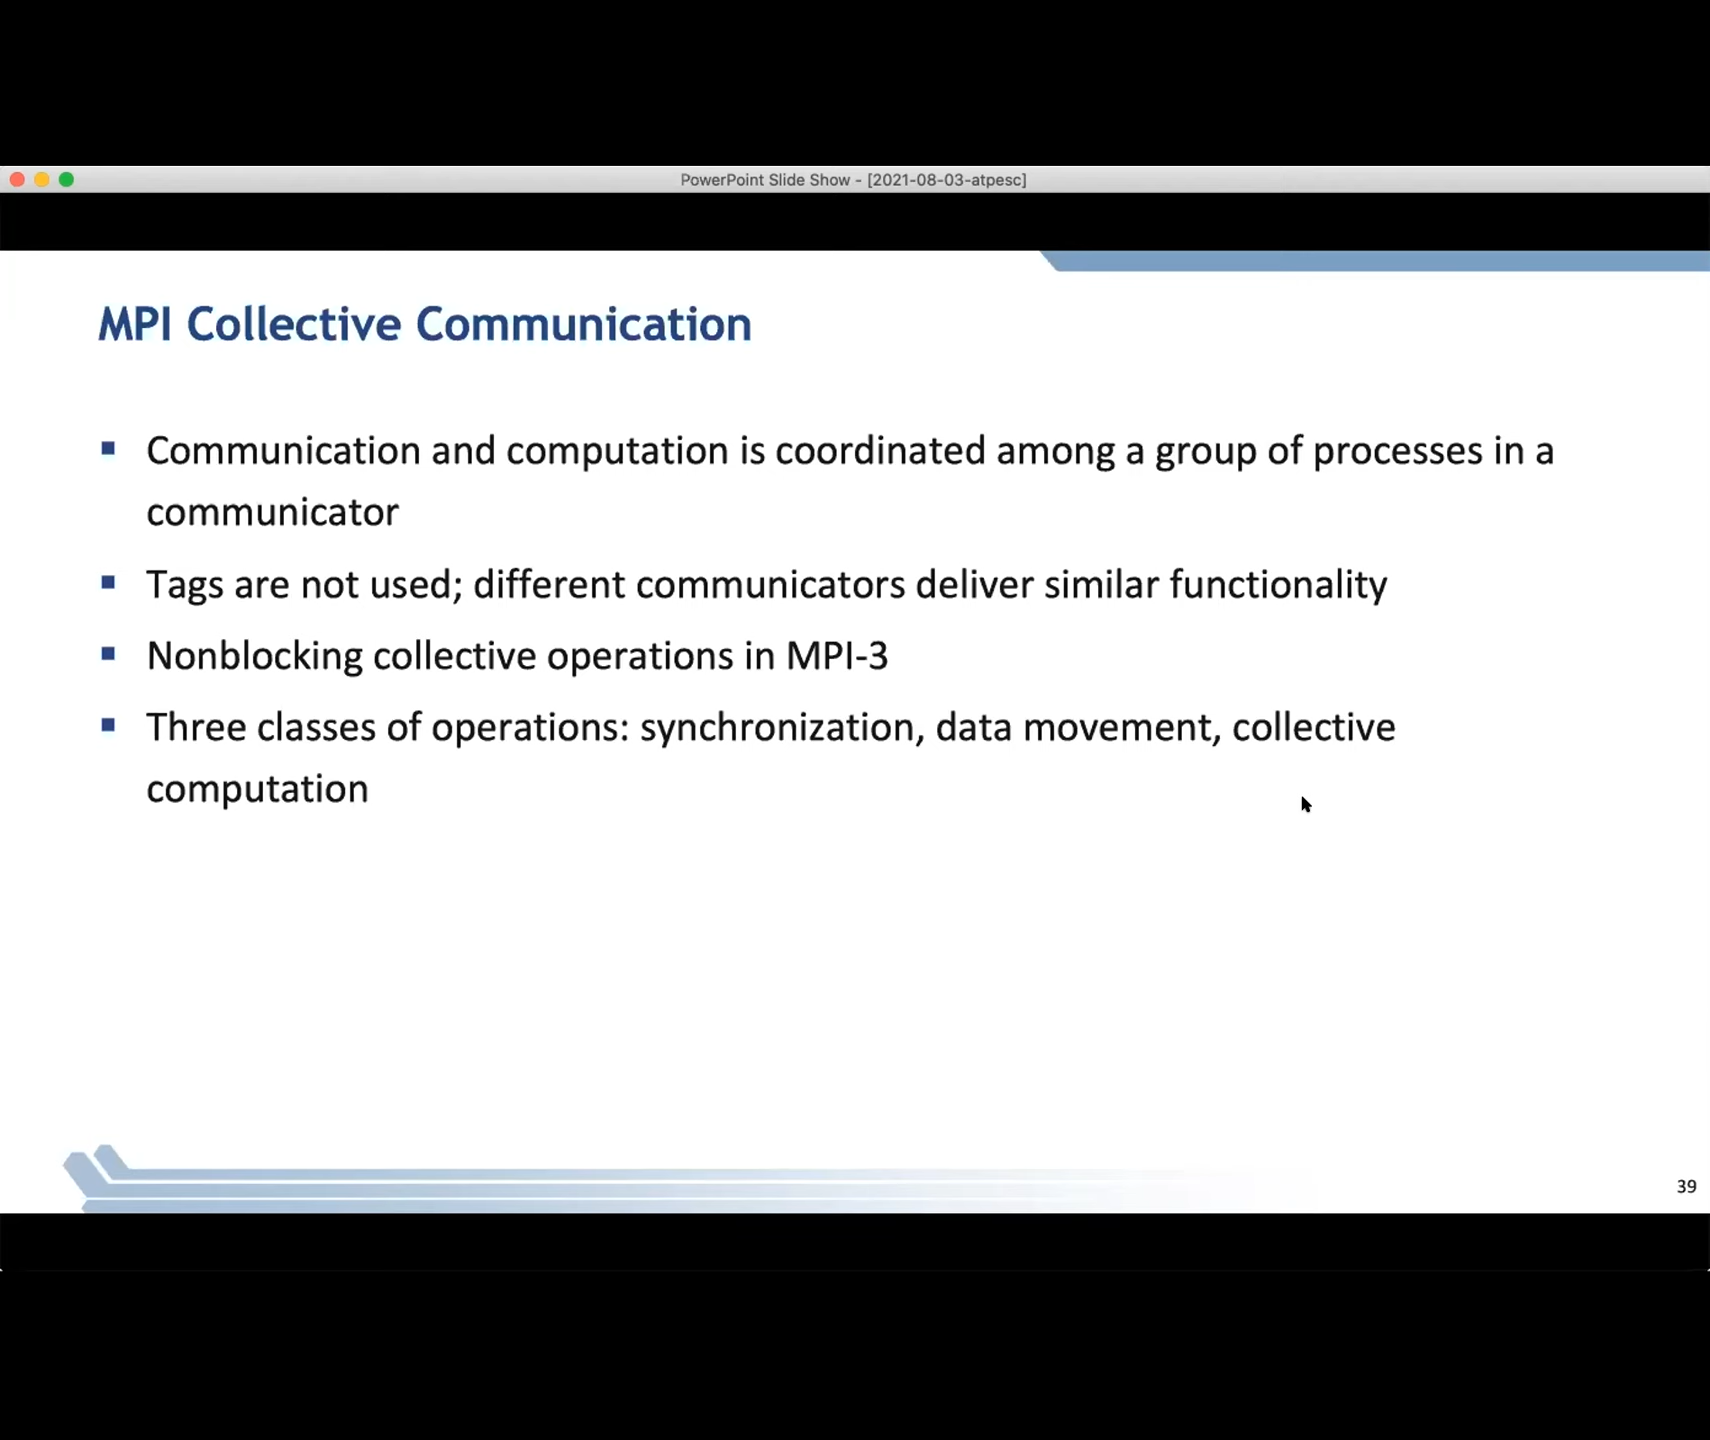 PowerPoint Slide Show - [2021-08-03-atpesc]
MPI Collective Communication
Communication and computation is coordinated among a group of processes in a
communicator
Tags are not used; different communicators deliver similar functionality
Nonblocking collective operations in MPI-3
Three classes of operations: synchronization, data movement, collective
computation
39